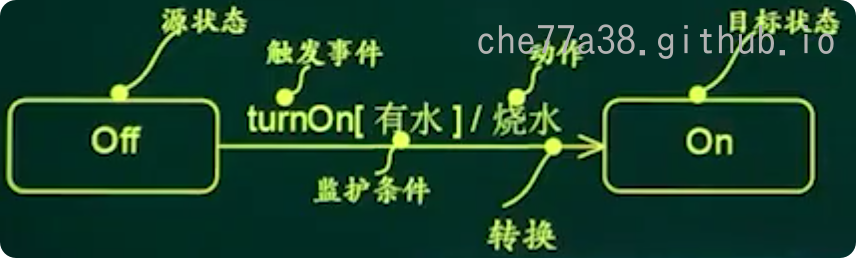 源状态
目标状态
che77a38.github.io
触发事件
动作
turnOn[ 有水 ] / 烧水
Off
On
监护条件
转换